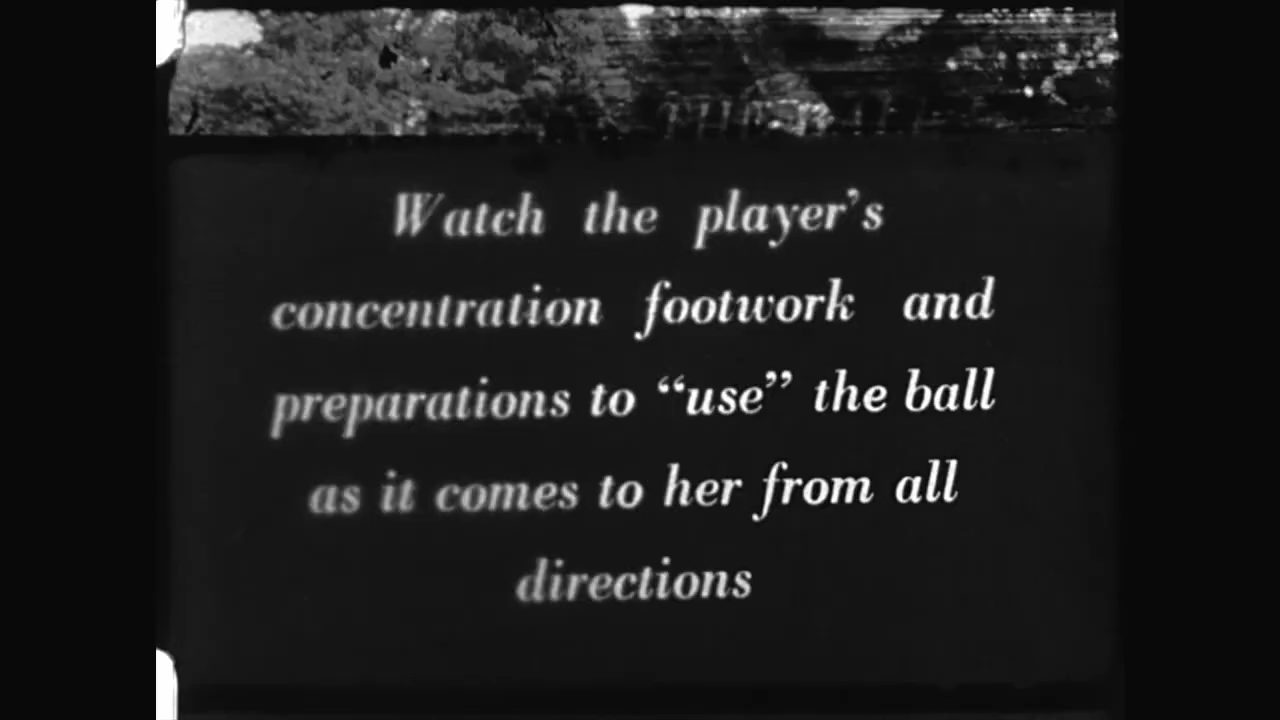 Watch the player's
concentration footwork and
preparations to “use” the ball
as it comes to her from all
directions